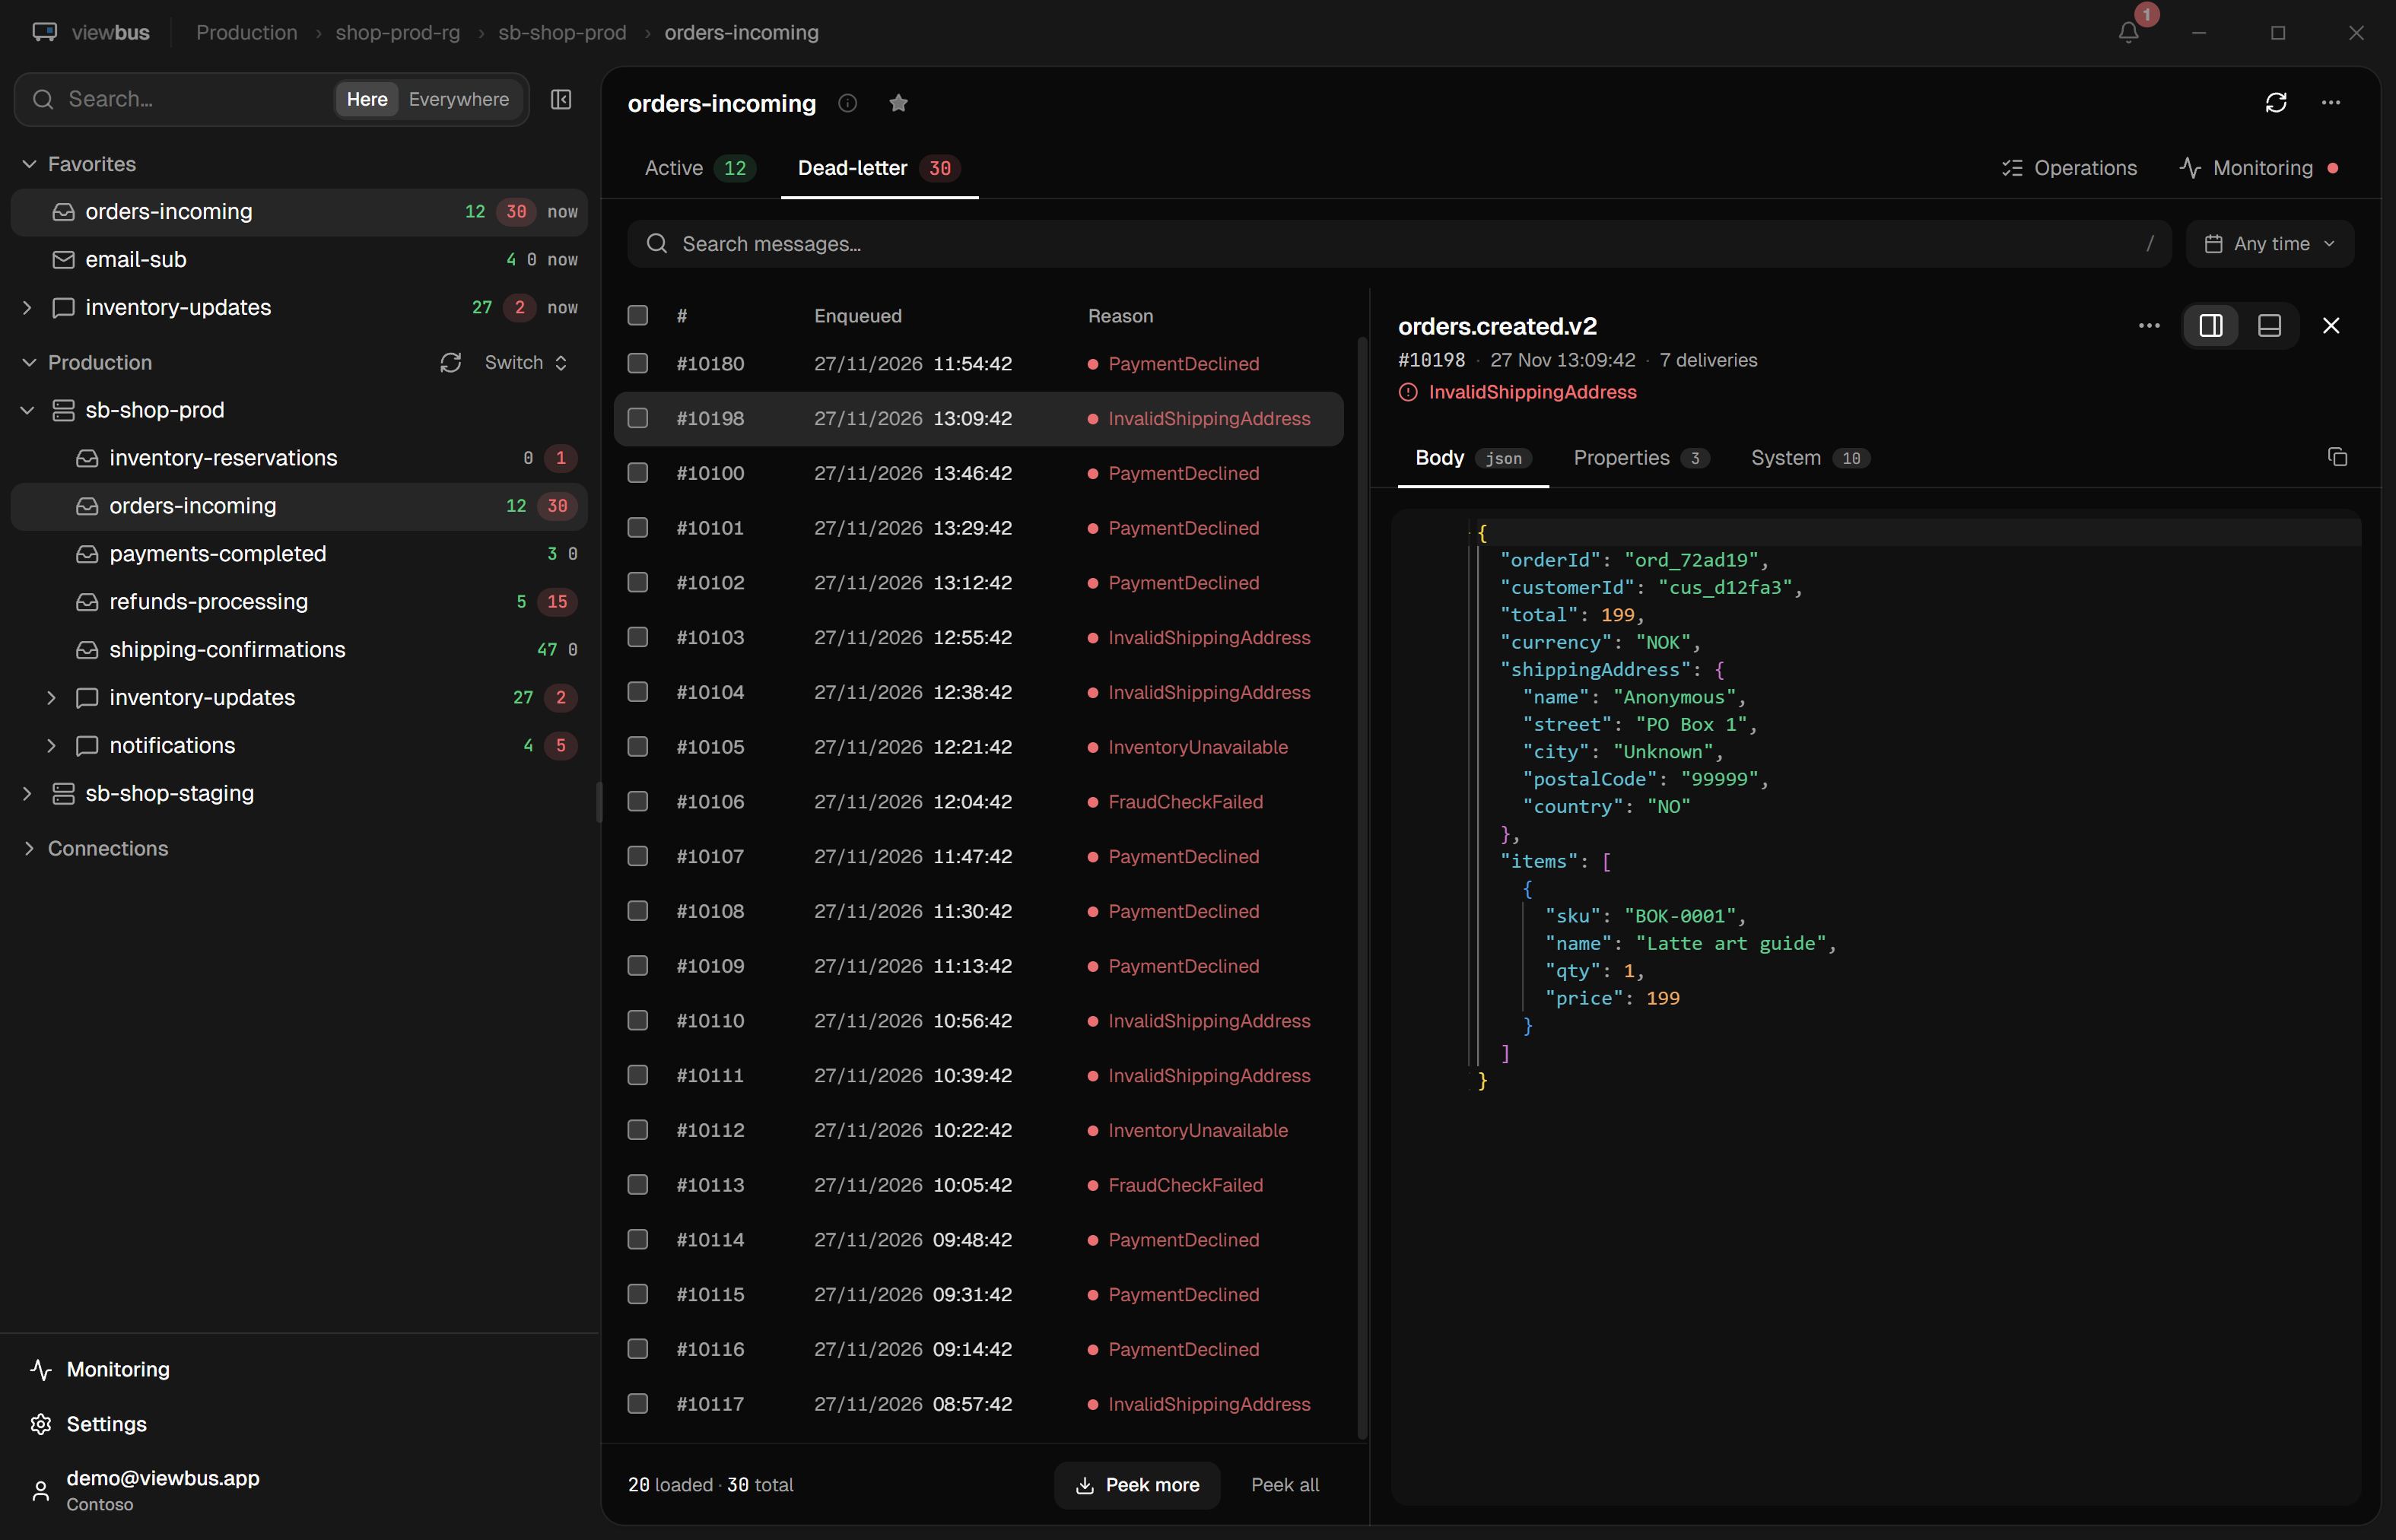 viewbus Production › shop-prod-rg › sb-shop-prod › orders-incoming 1
Search... Here Everywhere
Favorites
orders-incoming 12 30 now
email-sub 4 0 now
inventory-updates 27 2 now
Production Switch
sb-shop-prod
inventory-reservations 0 1
orders-incoming 12 30
payments-completed 3 0
refunds-processing 5 15
shipping-confirmations 47 0
inventory-updates 27 2
notifications 4 5
sb-shop-staging
Connections
Monitoring
Settings
demo@viewbus.app
Contoso
orders-incoming
Active 12 Dead-letter 30 Operations Monitoring
Search messages... / Any time
# Enqueued Reason
#10180 27/11/2026 11:54:42 PaymentDeclined
#10198 27/11/2026 13:09:42 InvalidShippingAddress
#10100 27/11/2026 13:46:42 PaymentDeclined
#10101 27/11/2026 13:29:42 PaymentDeclined
#10102 27/11/2026 13:12:42 PaymentDeclined
#10103 27/11/2026 12:55:42 InvalidShippingAddress
#10104 27/11/2026 12:38:42 InvalidShippingAddress
#10105 27/11/2026 12:21:42 InventoryUnavailable
#10106 27/11/2026 12:04:42 FraudCheckFailed
#10107 27/11/2026 11:47:42 PaymentDeclined
#10108 27/11/2026 11:30:42 PaymentDeclined
#10109 27/11/2026 11:13:42 PaymentDeclined
#10110 27/11/2026 10:56:42 InvalidShippingAddress
#10111 27/11/2026 10:39:42 InvalidShippingAddress
#10112 27/11/2026 10:22:42 InventoryUnavailable
#10113 27/11/2026 10:05:42 FraudCheckFailed
#10114 27/11/2026 09:48:42 PaymentDeclined
#10115 27/11/2026 09:31:42 PaymentDeclined
#10116 27/11/2026 09:14:42 PaymentDeclined
#10117 27/11/2026 08:57:42 InvalidShippingAddress
20 loaded · 30 total Peek more Peek all
orders.created.v2
#10198 · 27 Nov 13:09:42 · 7 deliveries
InvalidShippingAddress
Body json Properties 3 System 10
{
"orderId": "ord_72ad19",
"customerId": "cus_d12fa3",
"total": 199,
"currency": "NOK",
"shippingAddress": {
"name": "Anonymous",
"street": "PO Box 1",
"city": "Unknown",
"postalCode": "99999",
"country": "NO"
},
"items": [
{
"sku": "BOK-0001",
"name": "Latte art guide",
"qty": 1,
"price": 199
}
]
}